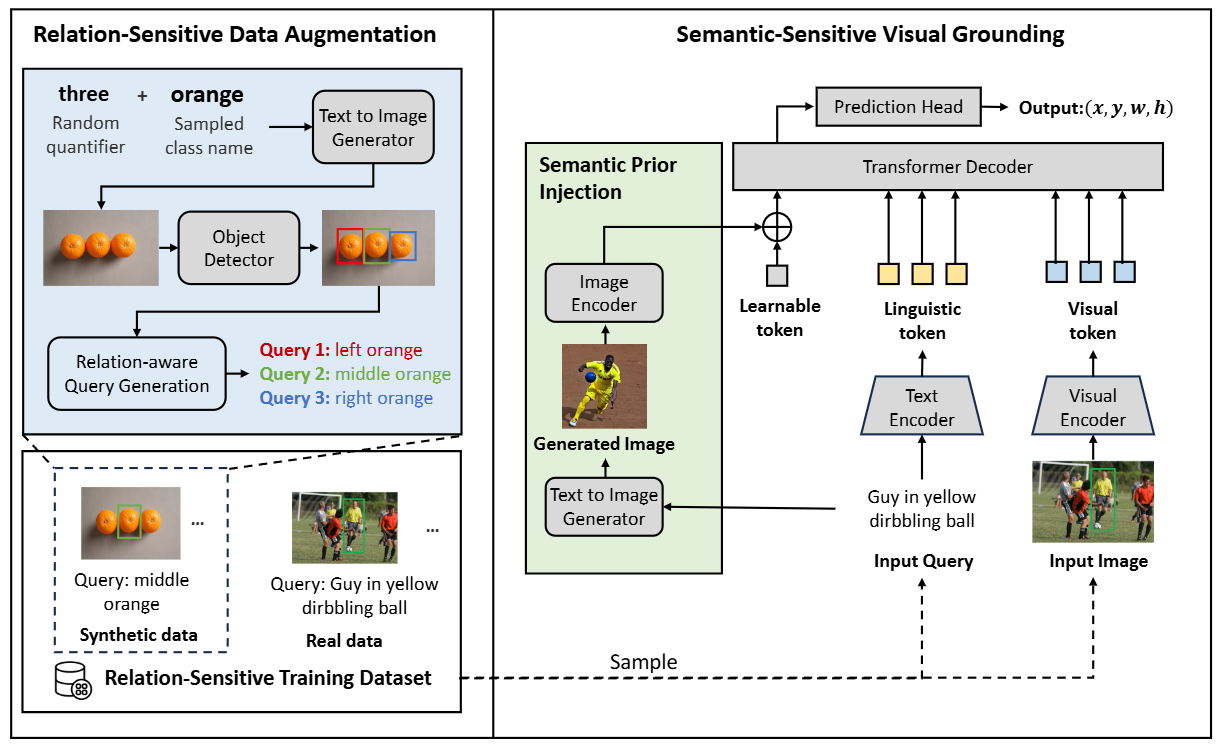 Relation-Sensitive Data Augmentation
three + orange
Random quantifier
Sampled class name
Text to Image Generator
Object Detector
Relation-aware Query Generation
Query 1: left orange
Query 2: middle orange
Query 3: right orange
...
Query: middle orange
Synthetic data
...
Query: Guy in yellow dirbbling ball
Real data
Relation-Sensitive Training Dataset
Sample
Semantic-Sensitive Visual Grounding
Prediction Head
Output:(x, y, w, h)
Transformer Decoder
Semantic Prior Injection
Image Encoder
Generated Image
Text to Image Generator
Learnable token
Linguistic token
Visual token
Text Encoder
Visual Encoder
Guy in yellow dirbbling ball
Input Query
Input Image